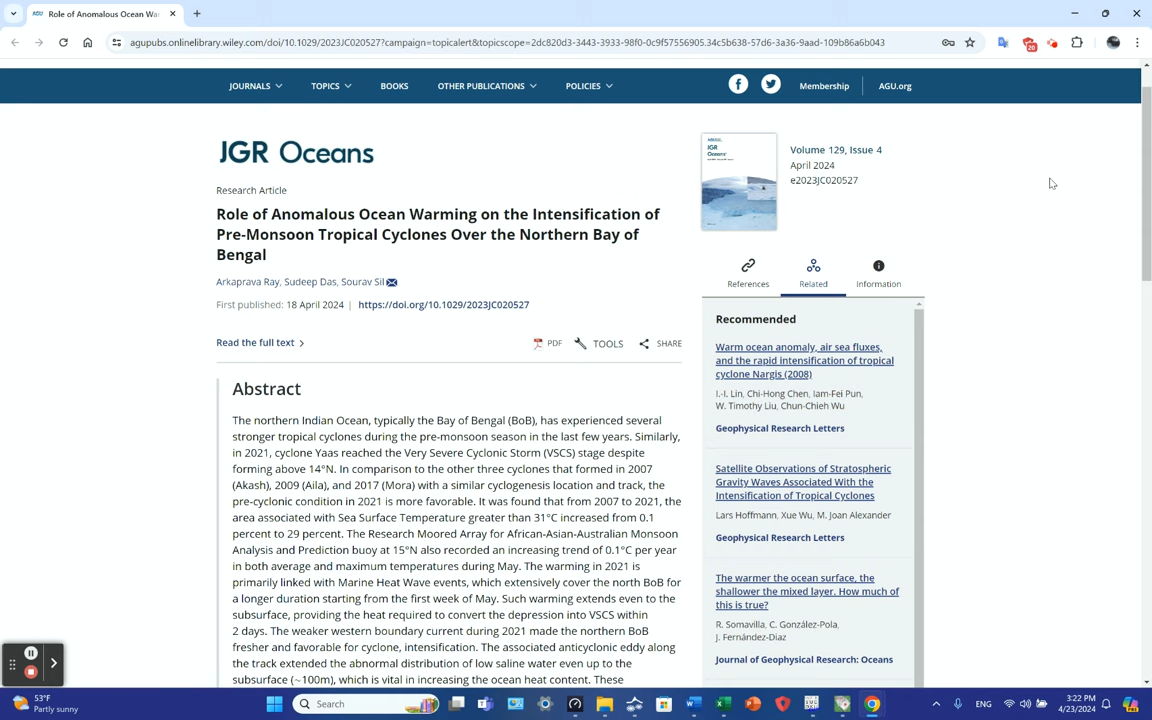 Role of Anomalous Ocean War
agupubs.onlinelibrary.wiley.com/doi/10.1029/2023JC020527?campaign=topicalert&topicscope=2dc820d3-3443-3933-98f0-0c9f57556905.34c5b638-57d6-3a36-9aad-109b86a6b043
20
JOURNALS TOPICS BOOKS OTHER PUBLICATIONS POLICIES Membership AGU.org
JGR Oceans
Research Article
Role of Anomalous Ocean Warming on the Intensification of
Pre-Monsoon Tropical Cyclones Over the Northern Bay of
Bengal
Arkaprava Ray, Sudeep Das, Sourav Sil
First published: 18 April 2024 | https://doi.org/10.1029/2023JC020527
Read the full text
PDF TOOLS SHARE
Abstract
The northern Indian Ocean, typically the Bay of Bengal (BoB), has experienced several
stronger tropical cyclones during the pre-monsoon season in the last few years. Similarly,
in 2021, cyclone Yaas reached the Very Severe Cyclonic Storm (VSCS) stage despite
forming above 14°N. In comparison to the other three cyclones that formed in 2007
(Akash), 2009 (Aila), and 2017 (Mora) with a similar cyclogenesis location and track, the
pre-cyclonic condition in 2021 is more favorable. It was found that from 2007 to 2021, the
area associated with Sea Surface Temperature greater than 31°C increased from 0.1
percent to 29 percent. The Research Moored Array for African-Asian-Australian Monsoon
Analysis and Prediction buoy at 15°N also recorded an increasing trend of 0.1°C per year
in both average and maximum temperatures during May. The warming in 2021 is
primarily linked with Marine Heat Wave events, which extensively cover the north BoB for
a longer duration starting from the first week of May. Such warming extends even to the
subsurface, providing the heat required to convert the depression into VSCS within
2 days. The weaker western boundary current during 2021 made the northern BoB
fresher and favorable for cyclone, intensification. The associated anticyclonic eddy along
the track extended the abnormal distribution of low saline water even up to the
subsurface (~100m), which is vital in increasing the ocean heat content. These
JGR
Oceans
Volume 129, Issue 4
April 2024
e2023JC020527
References Related Information
Recommended
Warm ocean anomaly, air sea fluxes,
and the rapid intensification of tropical
cyclone Nargis (2008)
I.-I. Lin, Chi-Hong Chen, Iam-Fei Pun,
W. Timothy Liu, Chun-Chieh Wu
Geophysical Research Letters
Satellite Observations of Stratospheric
Gravity Waves Associated With the
Intensification of Tropical Cyclones
Lars Hoffmann, Xue Wu, M. Joan Alexander
Geophysical Research Letters
The warmer the ocean surface, the
shallower the mixed layer. How much of
this is true?
R. Somavilla, C. González-Pola,
J. Fernández-Diaz
Journal of Geophysical Research: Oceans
53°F
Partly sunny
Search
ENG
3:22 PM
4/23/2024